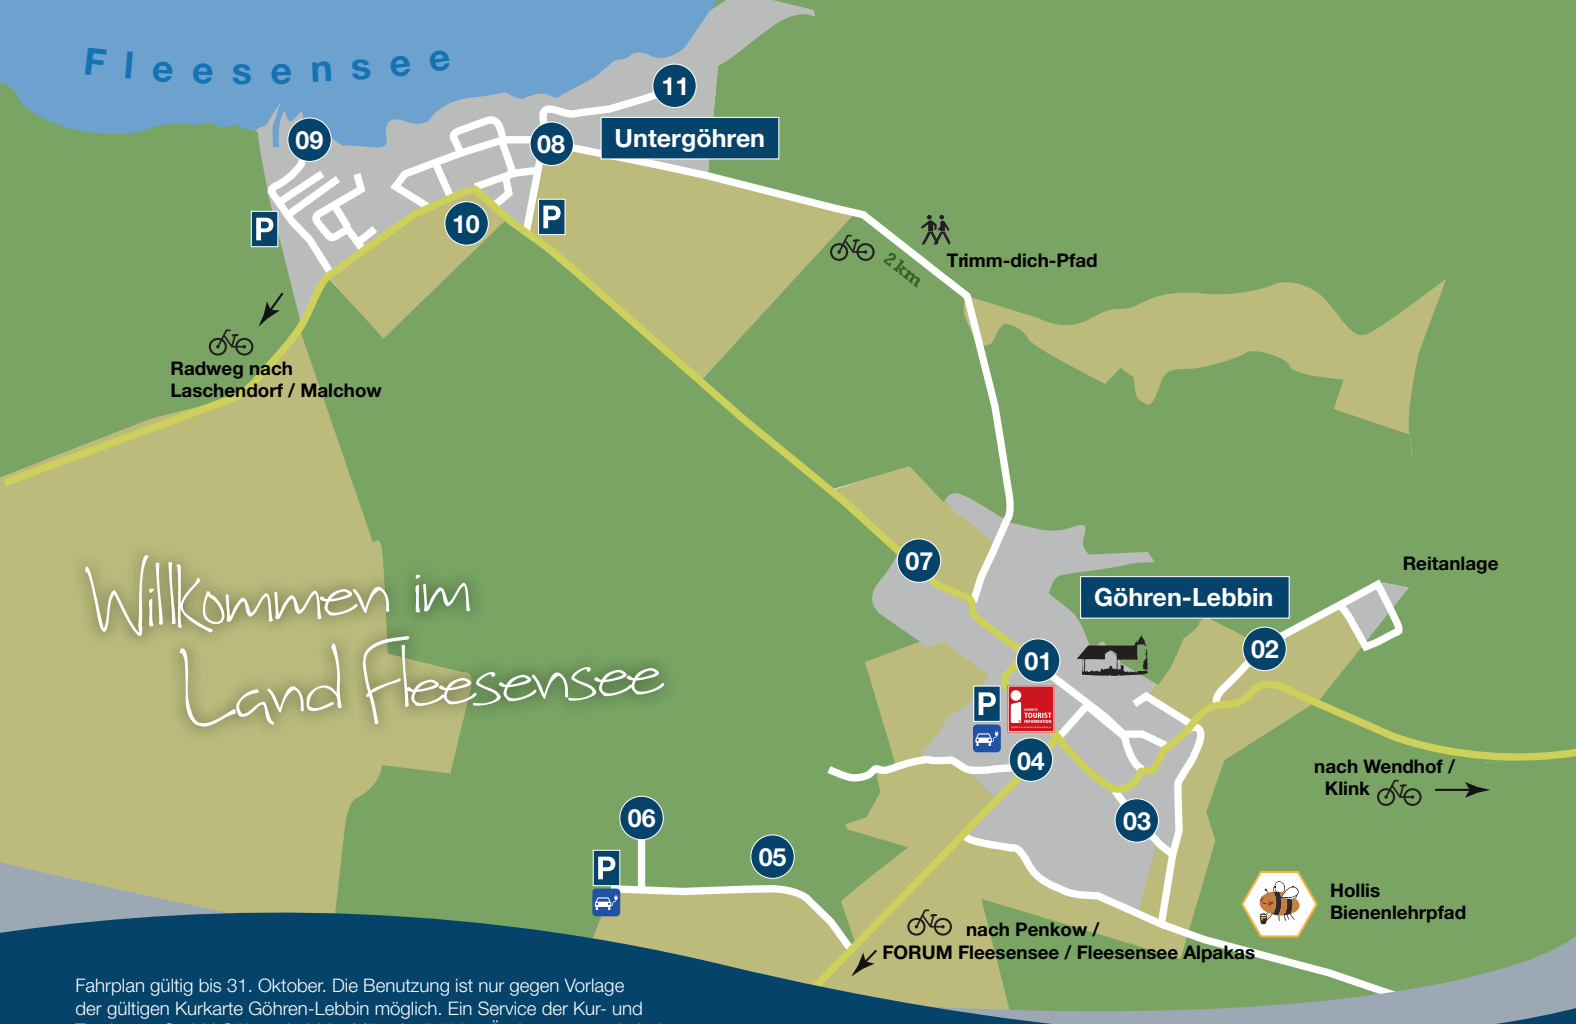 Fleesensee
11
09
08
Untergöhren
P
10
P
2 km
Trimm-dich-Pfad
Radweg nach
Laschendorf / Malchow
07
Reitanlage
Göhren-Lebbin
Willkommen im
Land Fleesensee
01
02
P
i
TOURIST
INFORMATION
04
nach Wendhof /
Klink
03
06
05
P
Hollis
Bienenlehrpfad
nach Penkow /
FORUM Fleesensee / Fleesensee Alpakas
Fahrplan gültig bis 31. Oktober. Die Benutzung ist nur gegen Vorlage
der gültigen Kurkarte Göhren-Lebbin möglich. Ein Service der Kur- und